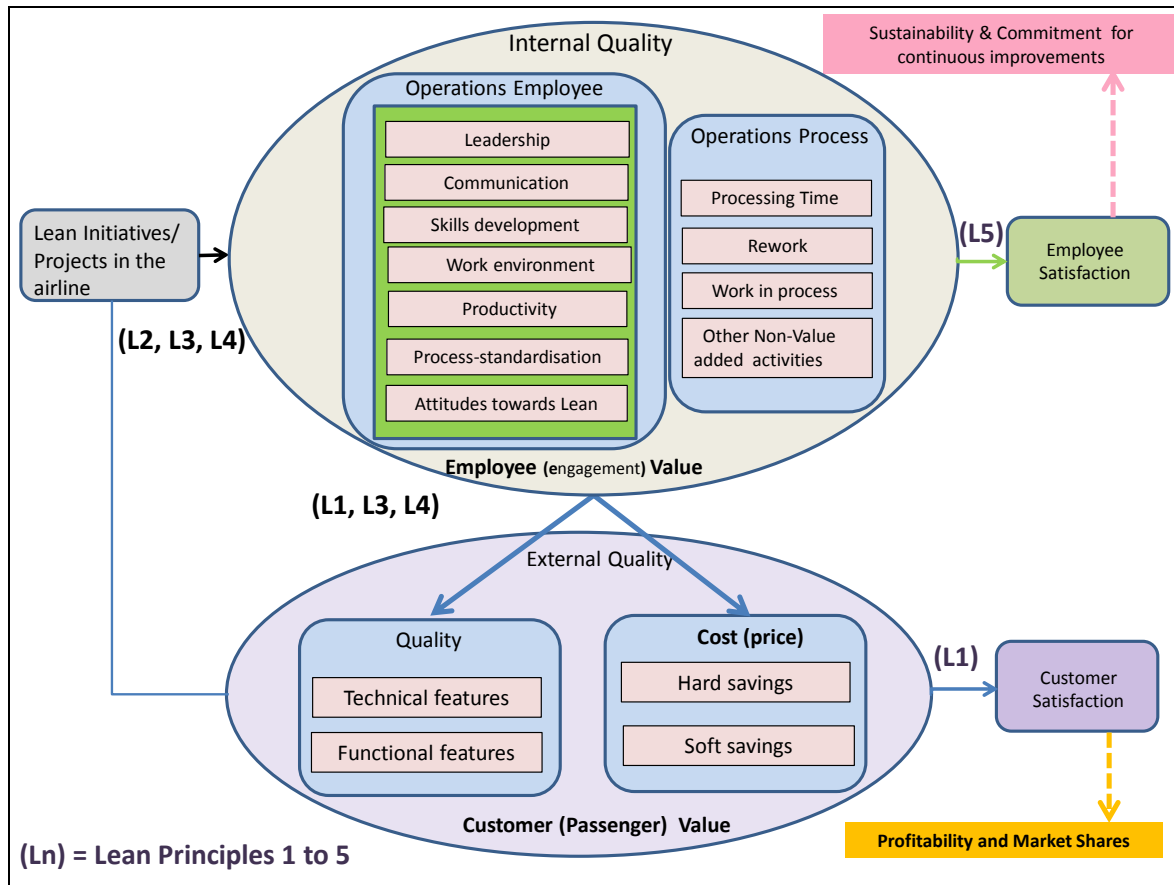 Internal Quality
Sustainability & Commitment for
continuous improvements
Operations Employee
Leadership
Communication
Skills development
Work environment
Productivity
Process-standardisation
Attitudes towards Lean
Operations Process
Processing Time
Rework
Work in process
Other Non-Value
added activities
Lean Initiatives/
Projects in the
airline
(L2, L3, L4)
(L5)
Employee
Satisfaction
Employee (engagement) Value
(L1, L3, L4)
External Quality
Quality
Technical features
Functional features
Cost (price)
Hard savings
Soft savings
(L1)
Customer
Satisfaction
Customer (Passenger) Value
Profitability and Market Shares
(Ln) = Lean Principles 1 to 5